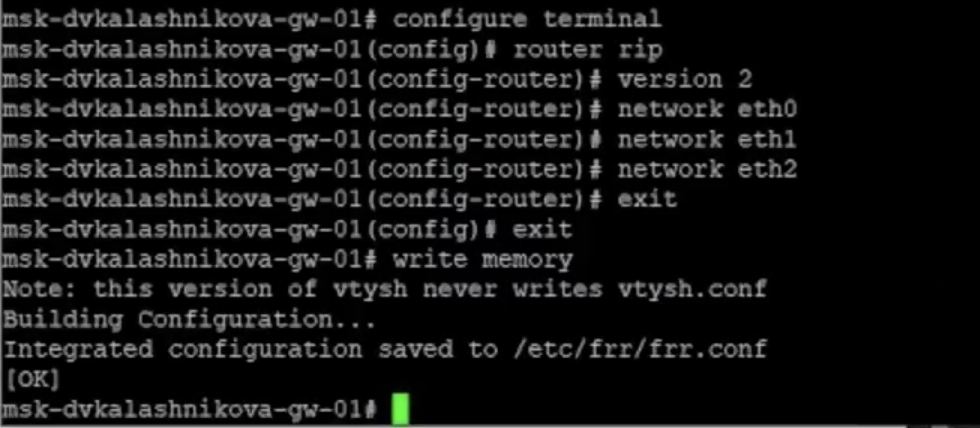 msk-dvkalashnikova-gw-01# configure terminal
msk-dvkalashnikova-gw-01(config)# router rip
msk-dvkalashnikova-gw-01(config-router)# version 2
msk-dvkalashnikova-gw-01(config-router)# network eth0
msk-dvkalashnikova-gw-01(config-router)# network eth1
msk-dvkalashnikova-gw-01(config-router)# network eth2
msk-dvkalashnikova-gw-01(config-router)# exit
msk-dvkalashnikova-gw-01(config)# exit
msk-dvkalashnikova-gw-01# write memory
Note: this version of vtysh never writes vtysh.conf
Building Configuration...
Integrated configuration saved to /etc/frr/frr.conf
[OK]
msk-dvkalashnikova-gw-01#